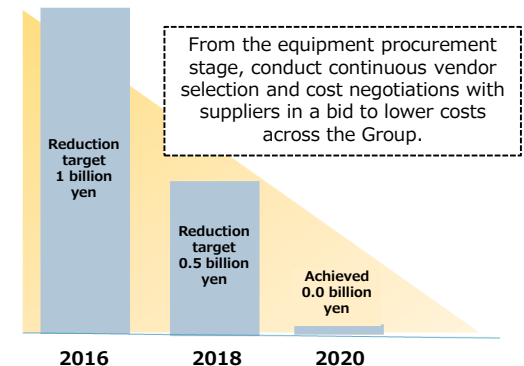 From the equipment procurement
stage, conduct continuous vendor
selection and cost negotiations with
suppliers in a bid to lower costs
across the Group.
Reduction
target
1 billion
yen
Reduction
target
0.5 billion
yen
Achieved
0.0 billion
yen
2016
2018
2020